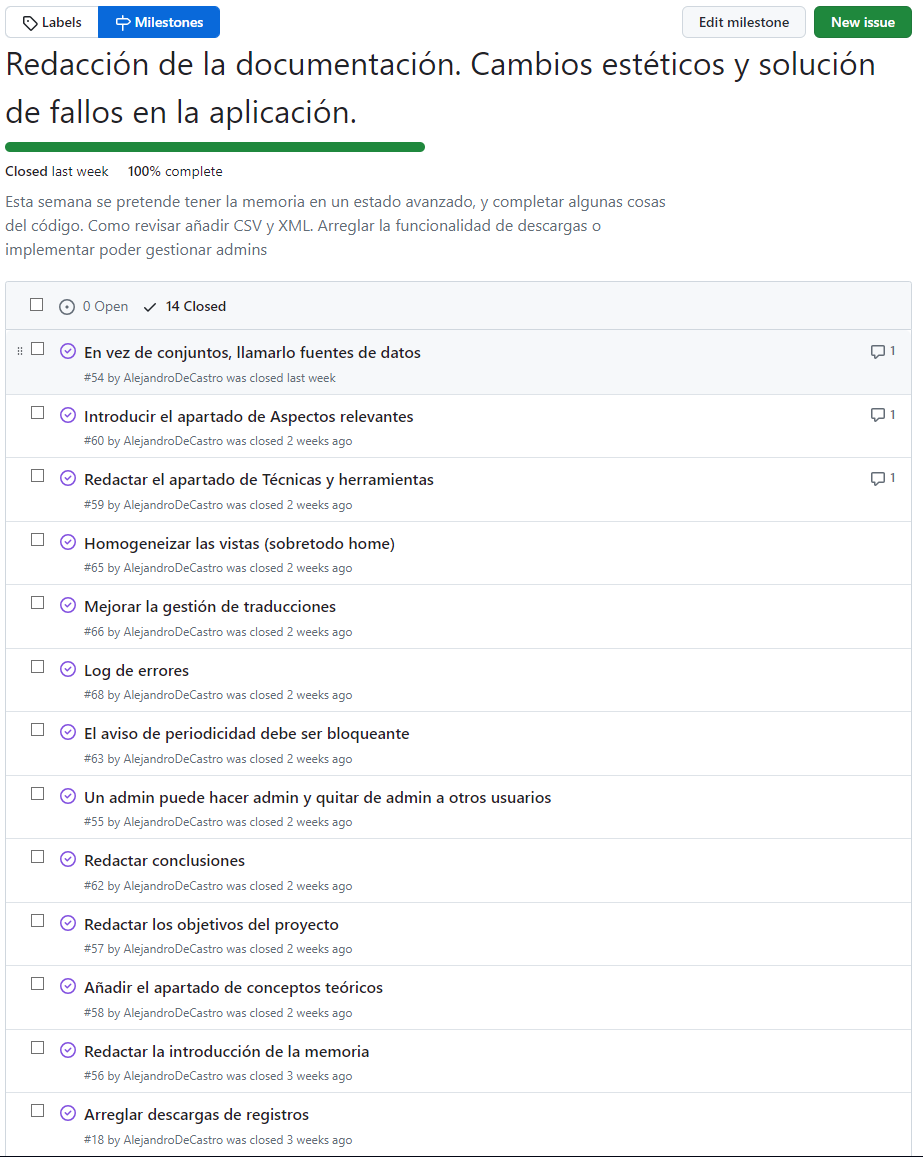 Labels Milestones Edit milestone New issue
Redacción de la documentación. Cambios estéticos y solución
de fallos en la aplicación.
Closed last week 100% complete
Esta semana se pretende tener la memoria en un estado avanzado, y completar algunas cosas
del código. Como revisar añadir CSV y XML. Arreglar la funcionalidad de descargas o
implementar poder gestionar admins
0 Open 14 Closed
En vez de conjuntos, llamarlo fuentes de datos 1
#54 by AlejandroDeCastro was closed last week
Introducir el apartado de Aspectos relevantes 1
#60 by AlejandroDeCastro was closed 2 weeks ago
Redactar el apartado de Técnicas y herramientas 1
#59 by AlejandroDeCastro was closed 2 weeks ago
Homogeneizar las vistas (sobretodo home)
#65 by AlejandroDeCastro was closed 2 weeks ago
Mejorar la gestión de traducciones
#66 by AlejandroDeCastro was closed 2 weeks ago
Log de errores
#68 by AlejandroDeCastro was closed 2 weeks ago
El aviso de periodicidad debe ser bloqueante
#63 by AlejandroDeCastro was closed 2 weeks ago
Un admin puede hacer admin y quitar de admin a otros usuarios
#55 by AlejandroDeCastro was closed 2 weeks ago
Redactar conclusiones
#62 by AlejandroDeCastro was closed 2 weeks ago
Redactar los objetivos del proyecto
#57 by AlejandroDeCastro was closed 2 weeks ago
Añadir el apartado de conceptos teóricos
#58 by AlejandroDeCastro was closed 2 weeks ago
Redactar la introducción de la memoria
#56 by AlejandroDeCastro was closed 3 weeks ago
Arreglar descargas de registros
#18 by AlejandroDeCastro was closed 3 weeks ago